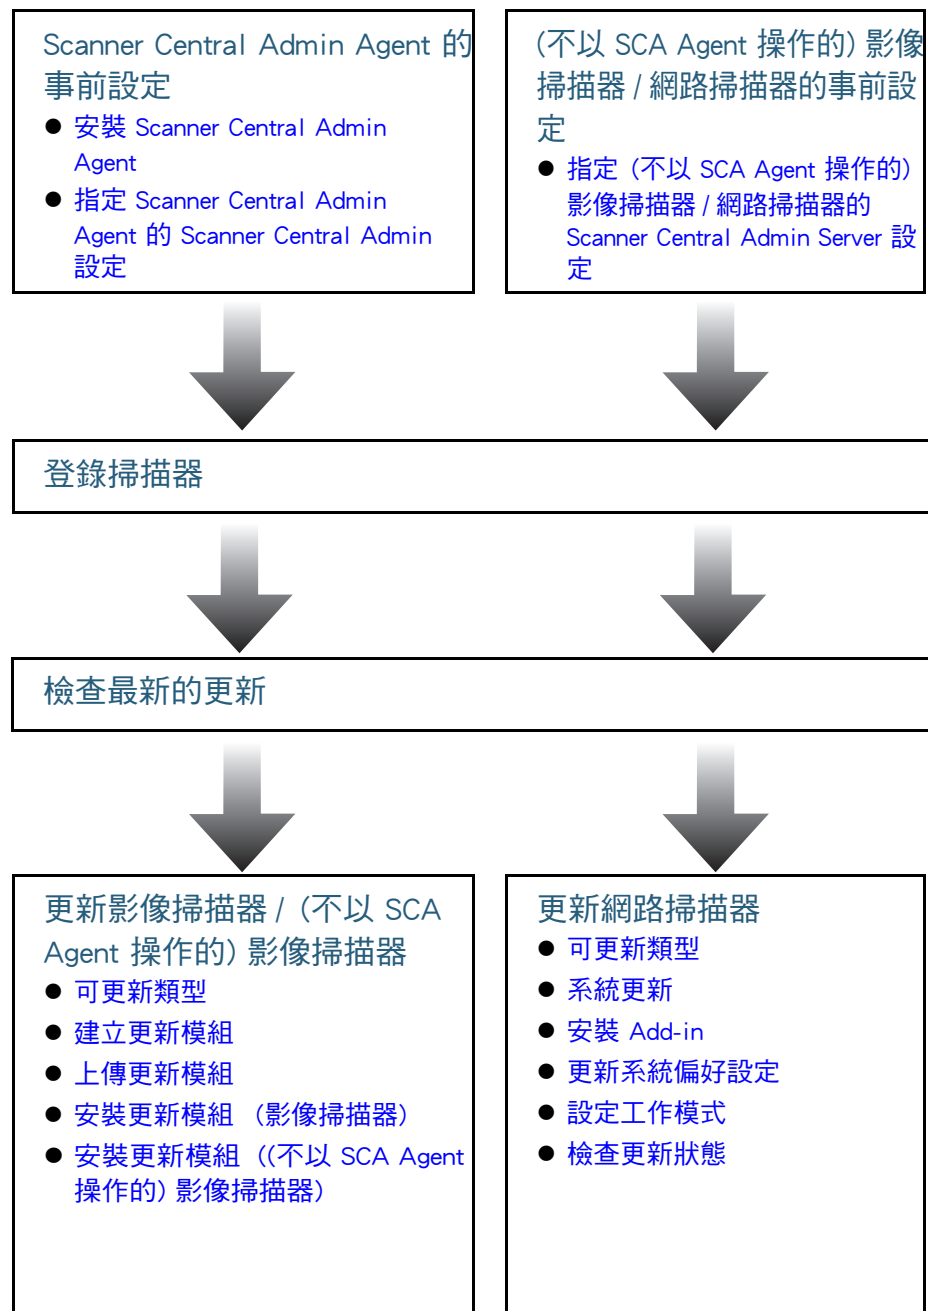 Scanner Central Admin Agent 的
事前設定
● 安裝 Scanner Central Admin
Agent
● 指定 Scanner Central Admin
Agent 的 Scanner Central Admin
設定
(不以 SCA Agent 操作的) 影像
掃描器 / 網路掃描器的事前設
定
● 指定 (不以 SCA Agent 操作的)
影像掃描器 / 網路掃描器的
Scanner Central Admin Server 設
定
登錄掃描器
檢查最新的更新
更新影像掃描器 / (不以 SCA
Agent 操作的) 影像掃描器
● 可更新類型
● 建立更新模組
● 上傳更新模組
● 安裝更新模組 (影像掃描器)
● 安裝更新模組 ((不以 SCA Agent
操作的) 影像掃描器)
更新網路掃描器
● 可更新類型
● 系統更新
● 安裝 Add-in
● 更新系統偏好設定
● 設定工作模式
● 檢查更新狀態